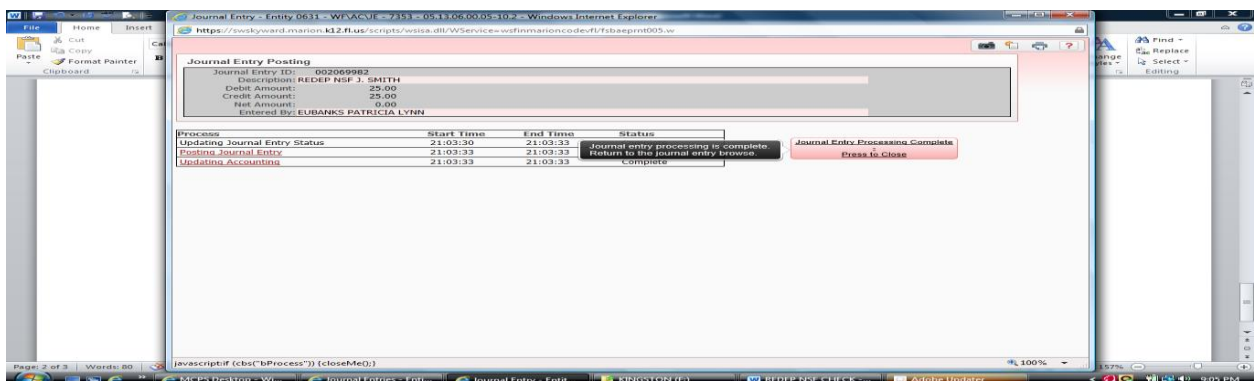 Journal Entry - Entity 0631 - WF\AC\JE - 7353 - 05.13.06.00.05-10.2 - Windows Internet Explorer
File Home Insert
https://swskyward.marion.k12.fl.us/scripts/wsisa.dll/WService=wsfinmarioncodevfl/fsbaeprnt005.w
Cut
Copy
Paste
Format Painter
Clipboard
Find
Replace
Select
Editing
Journal Entry Posting
Journal Entry ID: 002069982
Description: REDEP NSF J. SMITH
Debit Amount: 25.00
Credit Amount: 25.00
Net Amount: 0.00
Entered By: EUBANKS PATRICIA LYNN
Process Start Time End Time Status
Updating Journal Entry Status 21:03:30 21:03:33
Posting Journal Entry 21:03:33 21:03:33
Updating Accounting 21:03:33 21:03:33 Complete
Journal entry processing is complete.
Return to the journal entry browse.
Journal Entry Processing Complete
-
Press to Close
javascript:if (cbs("bProcess")) {closeMe();}
100%
Page: 2 of 3 Words: 80
157%
MCPS Desktop - Wi... Journal Entries - Enti... Journal Entry - Entit... KINGSTON (F:) REDEP NSF CHECK -... Adobe Updater
9:05 PM